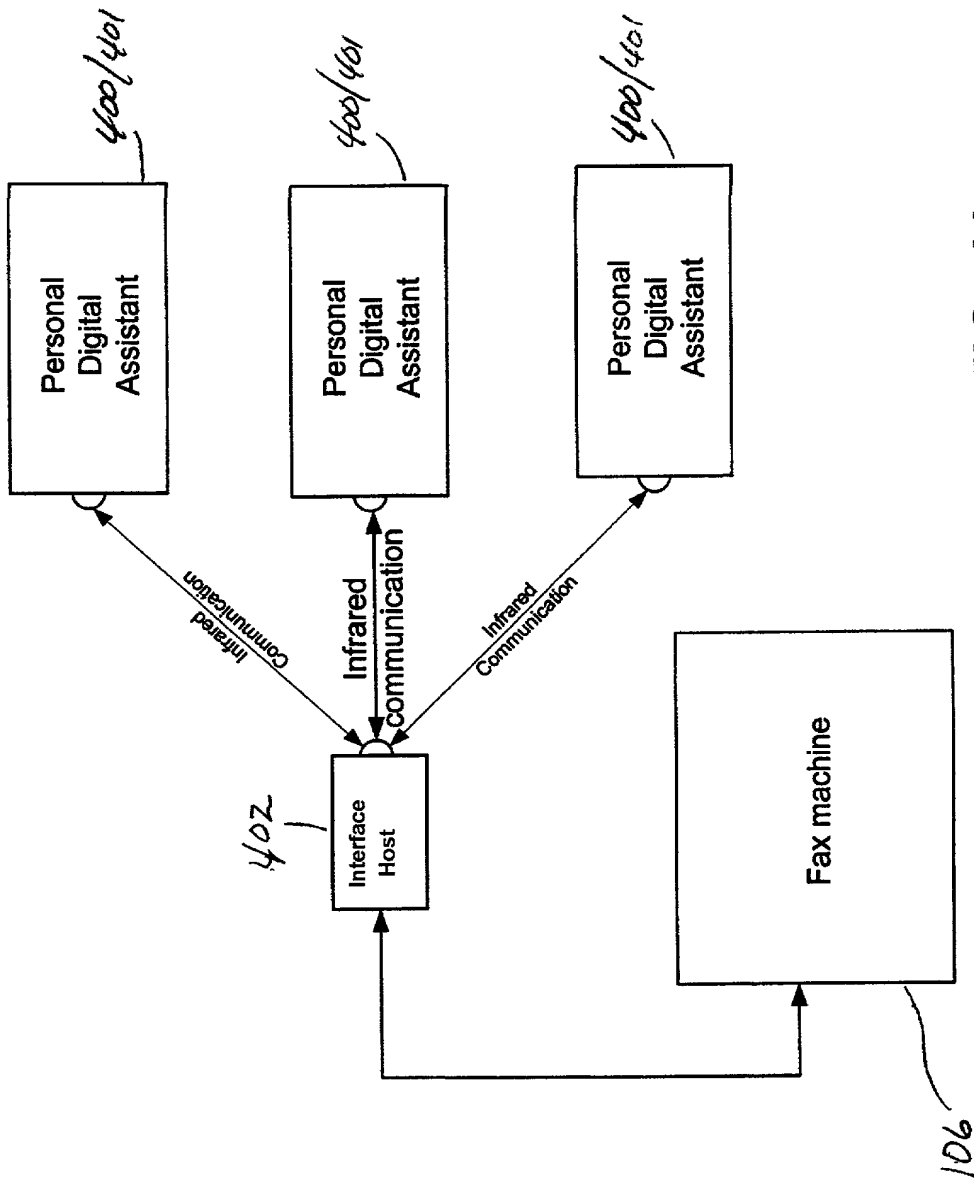 400/401
Personal
Digital
Assistant
400/401
Personal
Digital
Assistant
400/401
Personal
Digital
Assistant
Infrared
Communication
Infrared
communication
Infrared
Communication
402
Interface
Host
Fax machine
106